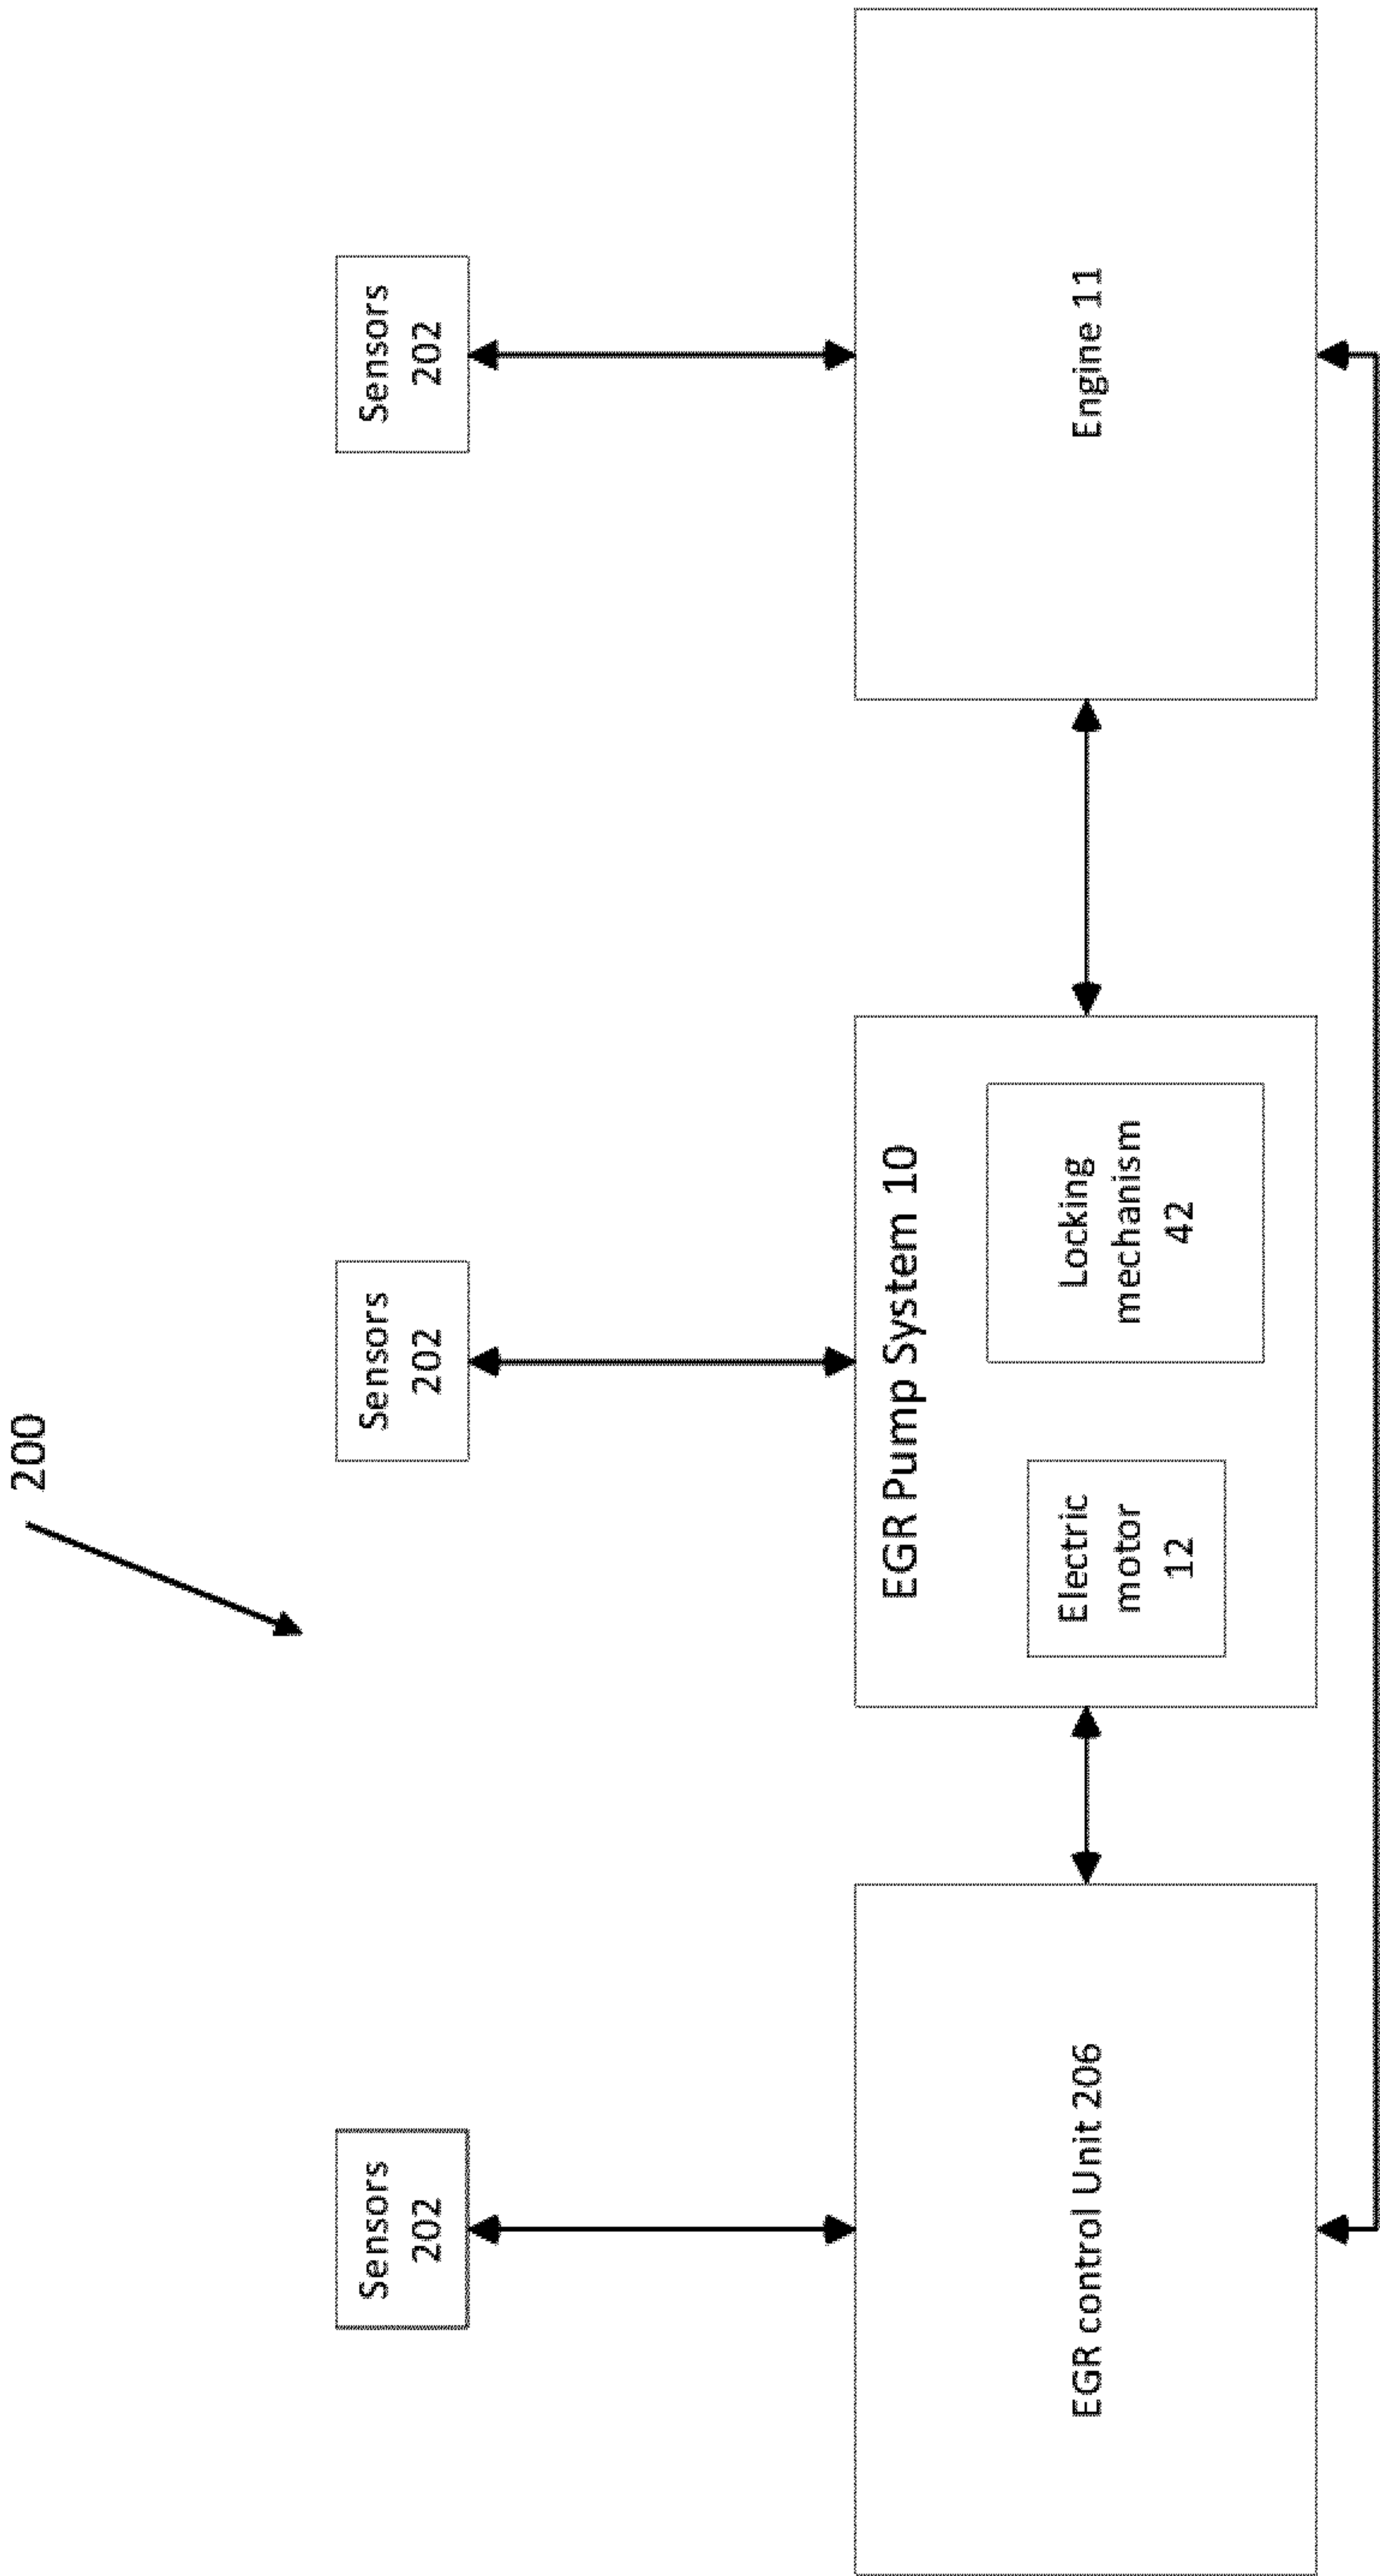 200
Sensors
202
Sensors
202
Sensors
202
EGR control Unit 206
EGR Pump System 10
Electric
motor
12
Locking
mechanism
42
Engine 11